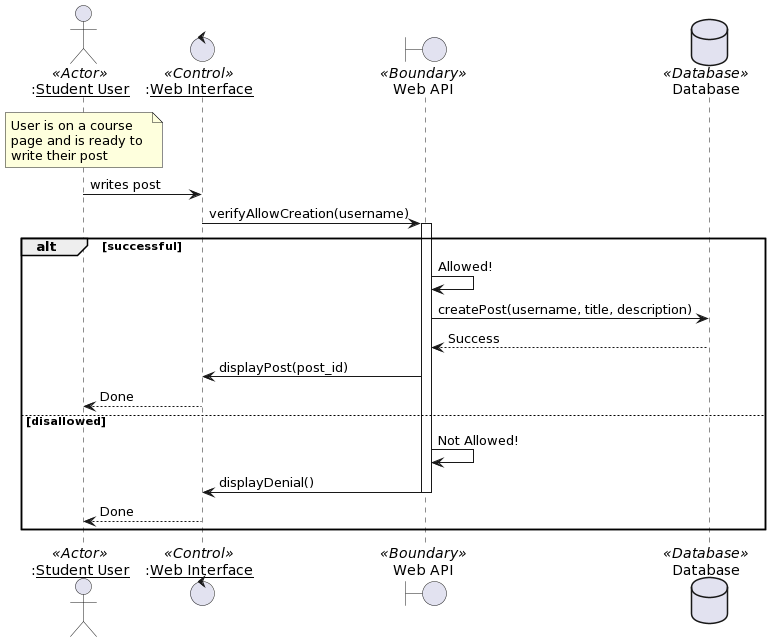 «Actor»
:Student User
«Control»
:Web Interface
«Boundary»
Web API
«Database»
Database
User is on a course
page and is ready to
write their post
writes post
verifyAllowCreation(username)
alt
[successful]
Allowed!
createPost(username, title, description)
Success
displayPost(post_id)
Done
[disallowed]
Not Allowed!
displayDenial()
Done
«Actor»
:Student User
«Control»
:Web Interface
«Boundary»
Web API
«Database»
Database